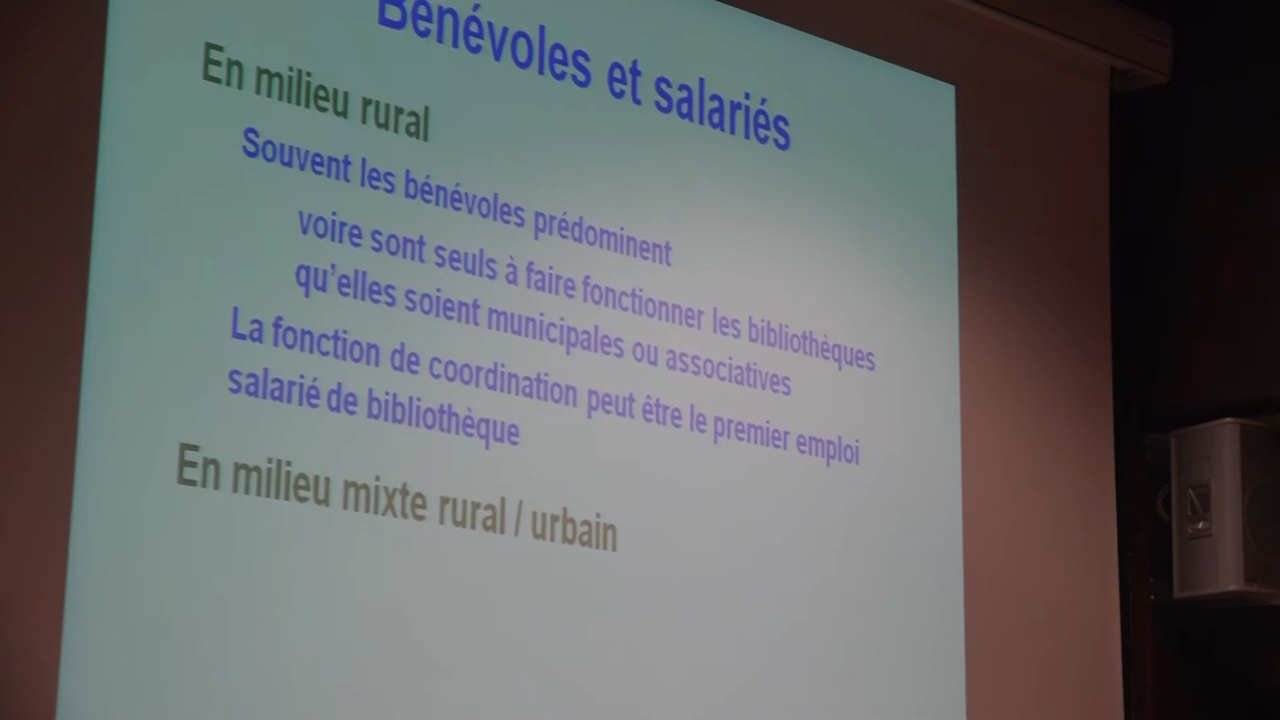 Bénévoles et salariés
En milieu rural
Souvent les bénévoles prédominent
voire sont seuls à faire fonctionner les bibliothèques
qu'elles soient municipales ou associatives
La fonction de coordination peut être le premier emploi
salarié de bibliothèque
En milieu mixte rural / urbain